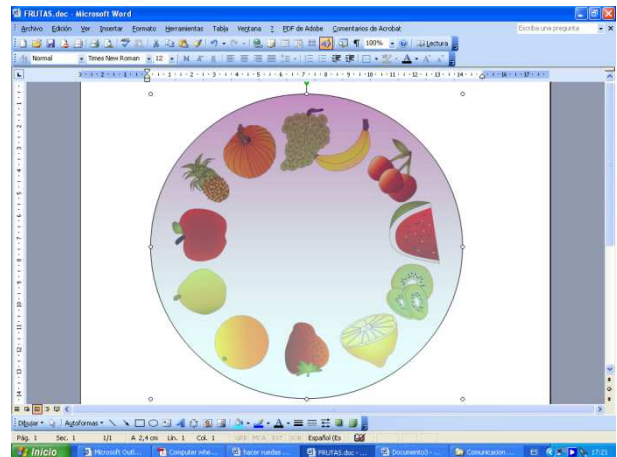 FRUTAS.doc - Microsoft Word
Archivo Edición Ver Insertar Formato Herramientas Tabla Ventana ? PDF de Adobe Comentarios de Acrobat Escriba una pregunta
100% Lectura
Normal Times New Roman 12 N K S
Dibujar Autoformas
Pág. 1 Sec. 1 1/1 A 2,4 cm Lín. 1 Col. 1 GRB MCA EXT SOB Español (Es
Inicio Microsoft Outl... Computer whe... hacer ruedas ... FRUTAS.doc - ... Documento3 - ... Comunicacion ... ES 17:21